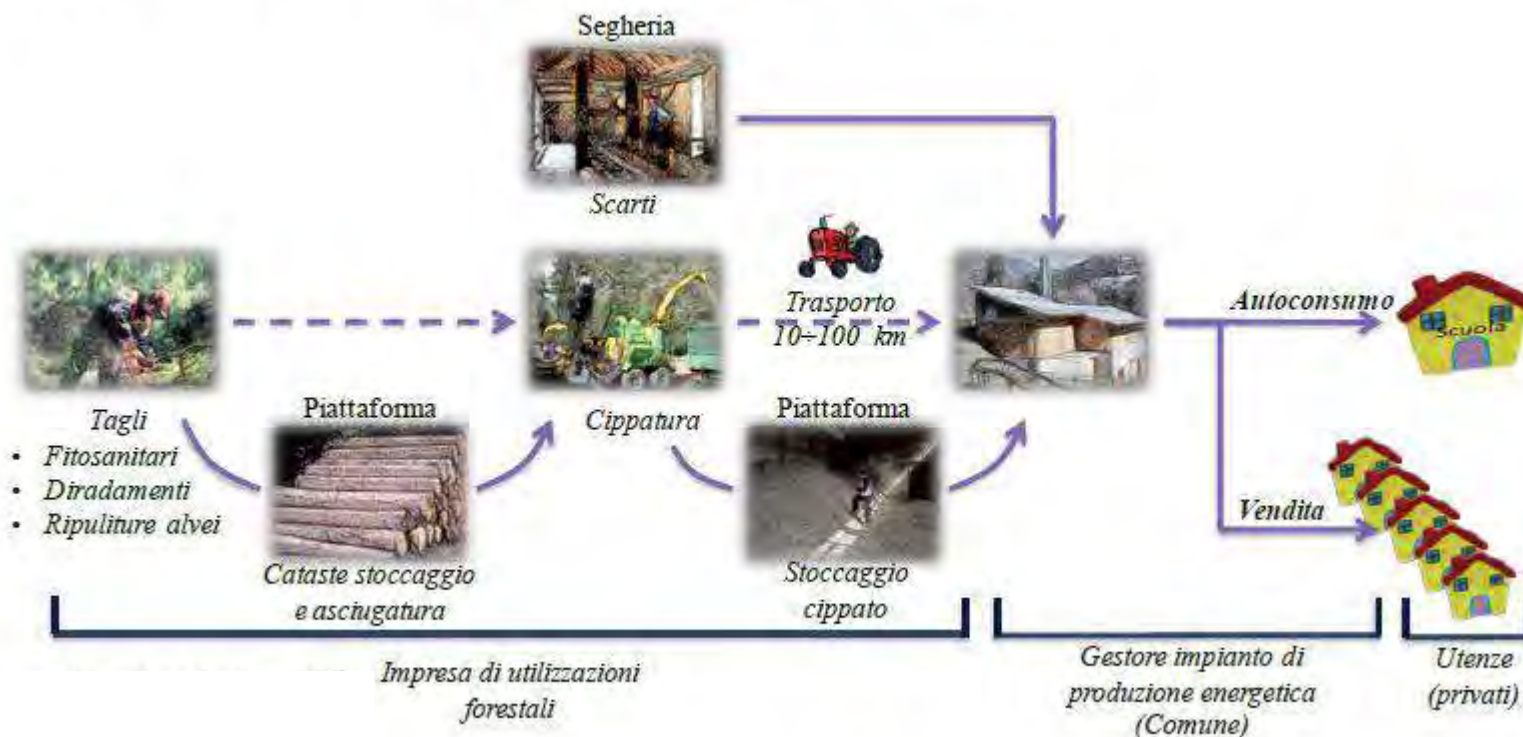 Segheria
Scarti
Trasporto
10÷100 km
Autoconsumo
scuola
Tagli
• Fitosanitari
• Diradamenti
• Ripuliture alvei
Piattaforma
Cataste stoccaggio
e asciugatura
Cippatura
Piattaforma
Stoccaggio
cippato
Vendita
Impresa di utilizzazioni
forestali
Gestore impianto di
produzione energetica
(Comune)
Utenze
(privati)